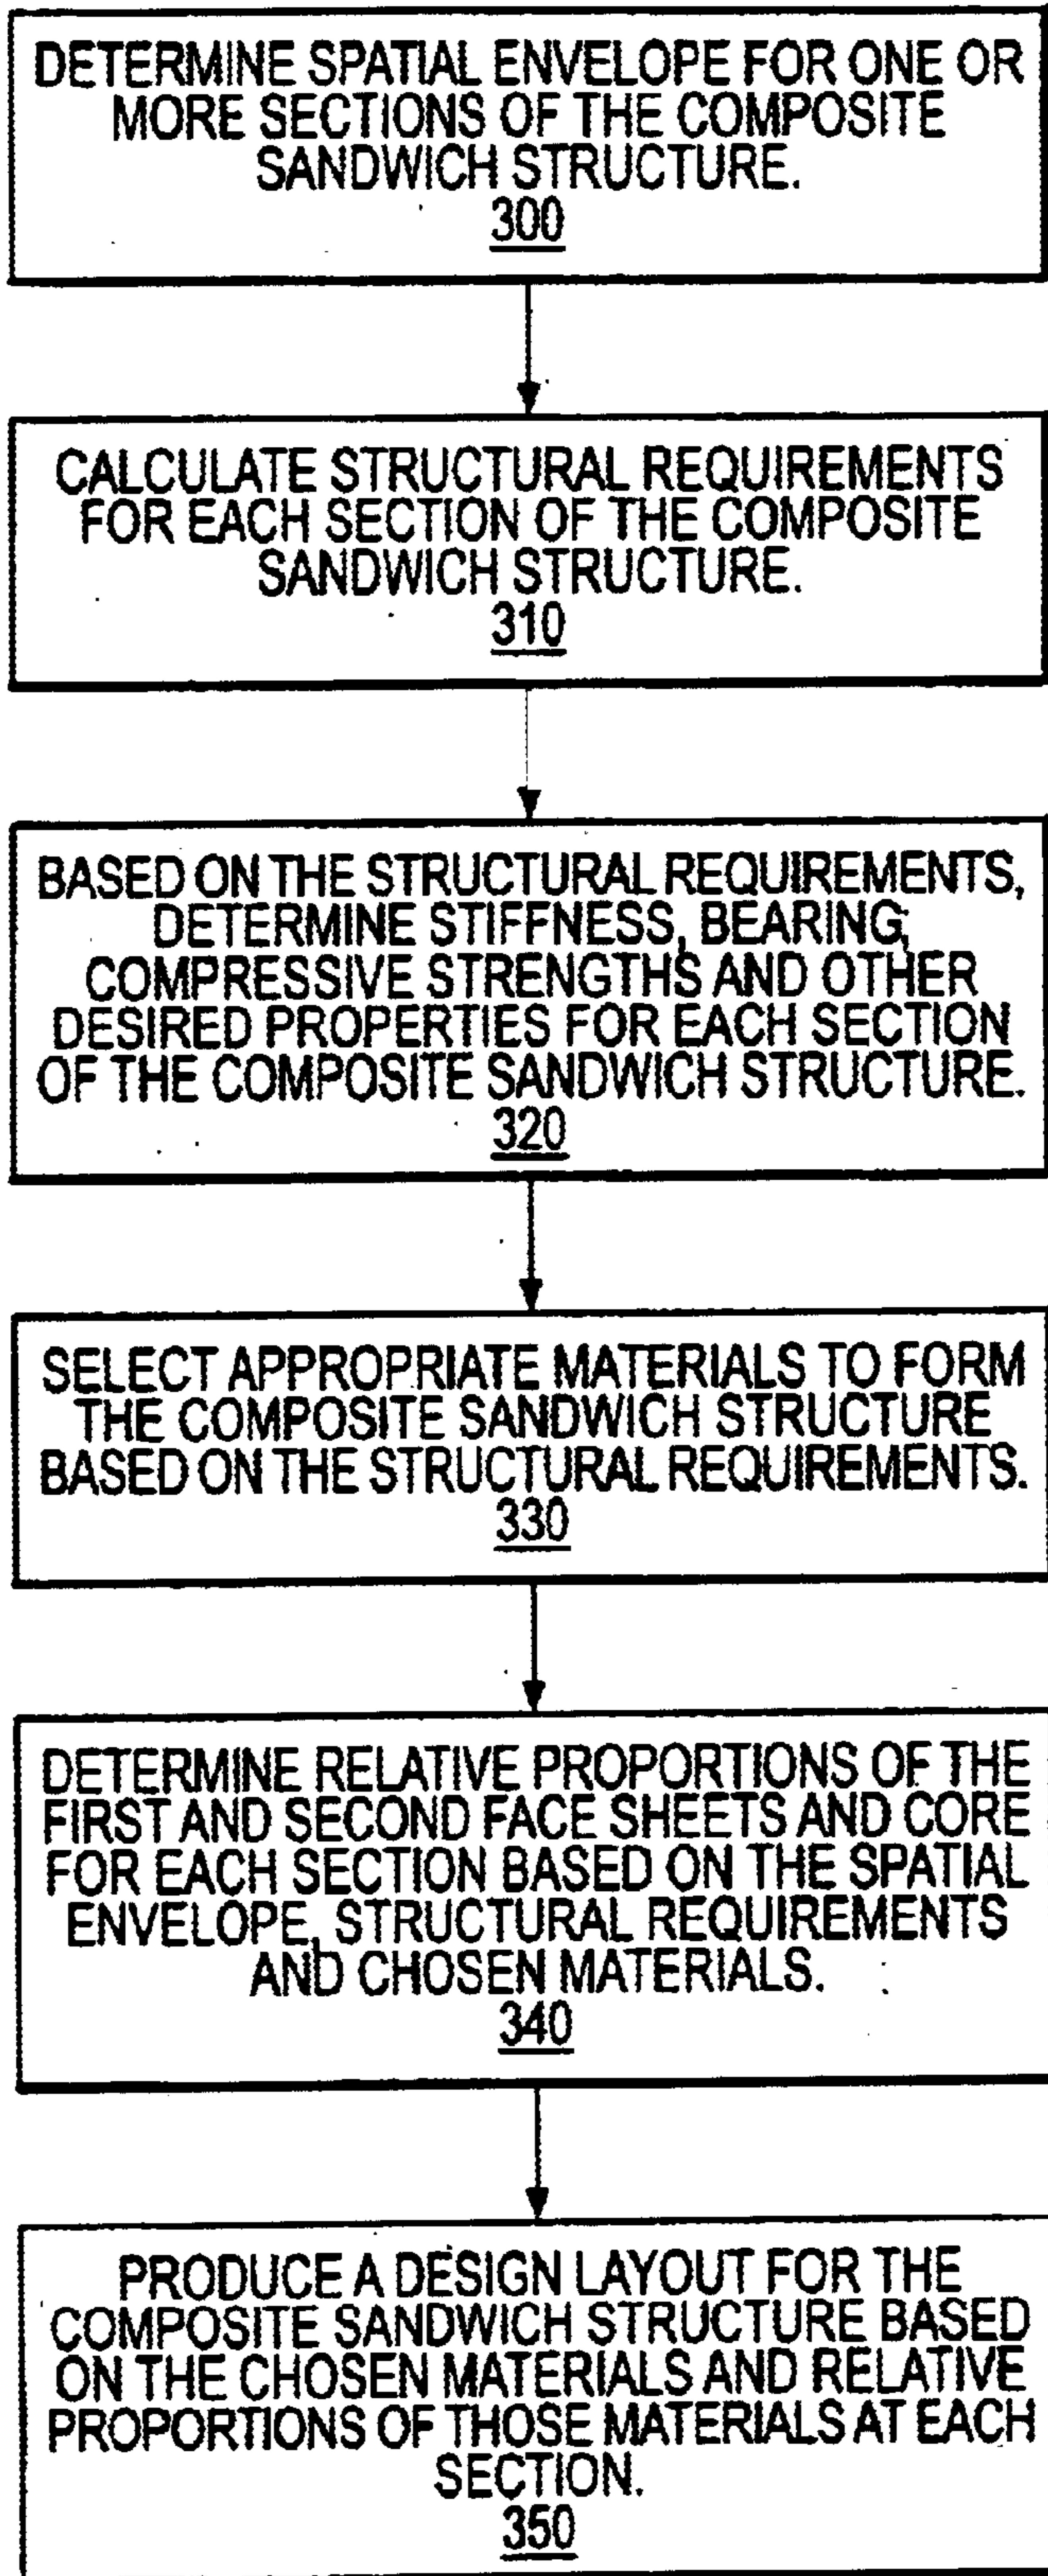 DETERMINE SPATIAL ENVELOPE FOR ONE OR
MORE SECTIONS OF THE COMPOSITE
SANDWICH STRUCTURE.
300
CALCULATE STRUCTURAL REQUIREMENTS
FOR EACH SECTION OF THE COMPOSITE
SANDWICH STRUCTURE.
310
BASED ON THE STRUCTURAL REQUIREMENTS,
DETERMINE STIFFNESS, BEARING,
COMPRESSIVE STRENGTHS AND OTHER
DESIRED PROPERTIES FOR EACH SECTION
OF THE COMPOSITE SANDWICH STRUCTURE.
320
SELECT APPROPRIATE MATERIALS TO FORM
THE COMPOSITE SANDWICH STRUCTURE
BASED ON THE STRUCTURAL REQUIREMENTS.
330
DETERMINE RELATIVE PROPORTIONS OF THE
FIRST AND SECOND FACE SHEETS AND CORE
FOR EACH SECTION BASED ON THE SPATIAL
ENVELOPE, STRUCTURAL REQUIREMENTS
AND CHOSEN MATERIALS.
340
PRODUCE A DESIGN LAYOUT FOR THE
COMPOSITE SANDWICH STRUCTURE BASED
ON THE CHOSEN MATERIALS AND RELATIVE
PROPORTIONS OF THOSE MATERIALS AT EACH
SECTION.
350